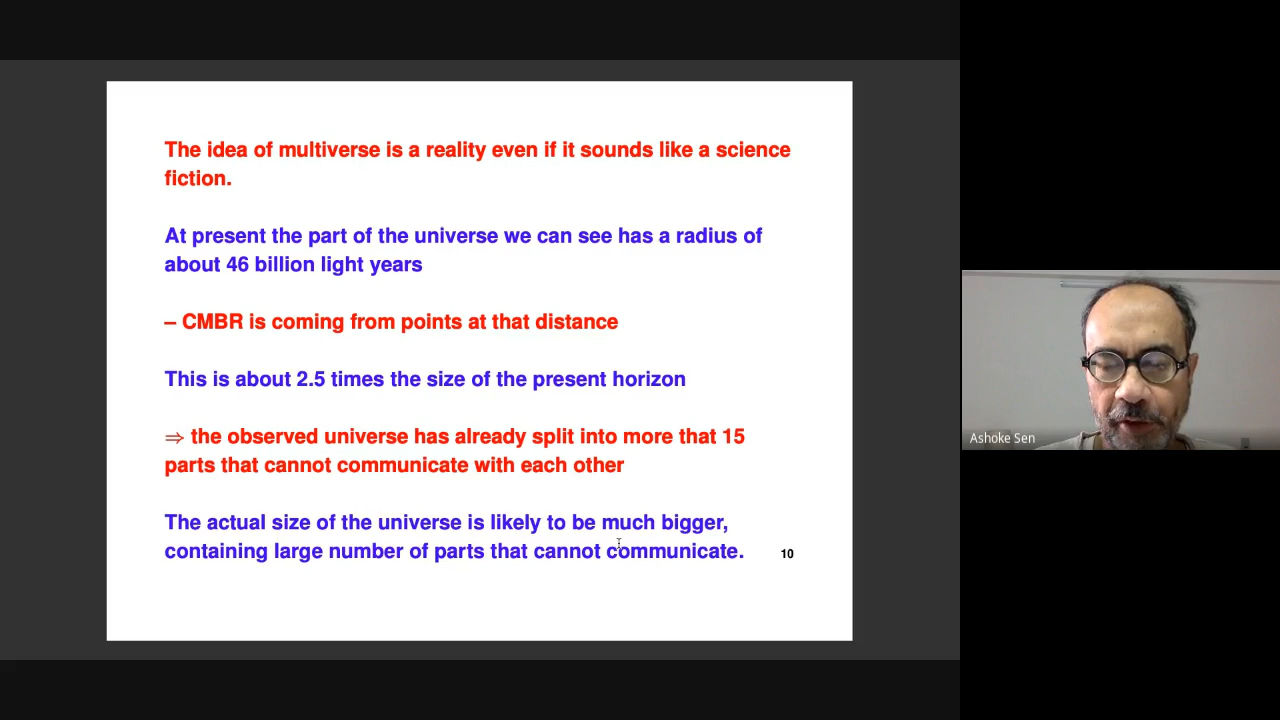 The idea of multiverse is a reality even if it sounds like a science
fiction.
At present the part of the universe we can see has a radius of
about 46 billion light years
– CMBR is coming from points at that distance
This is about 2.5 times the size of the present horizon
⇒ the observed universe has already split into more that 15
parts that cannot communicate with each other
The actual size of the universe is likely to be much bigger,
containing large number of parts that cannot communicate.
10
Ashoke Sen